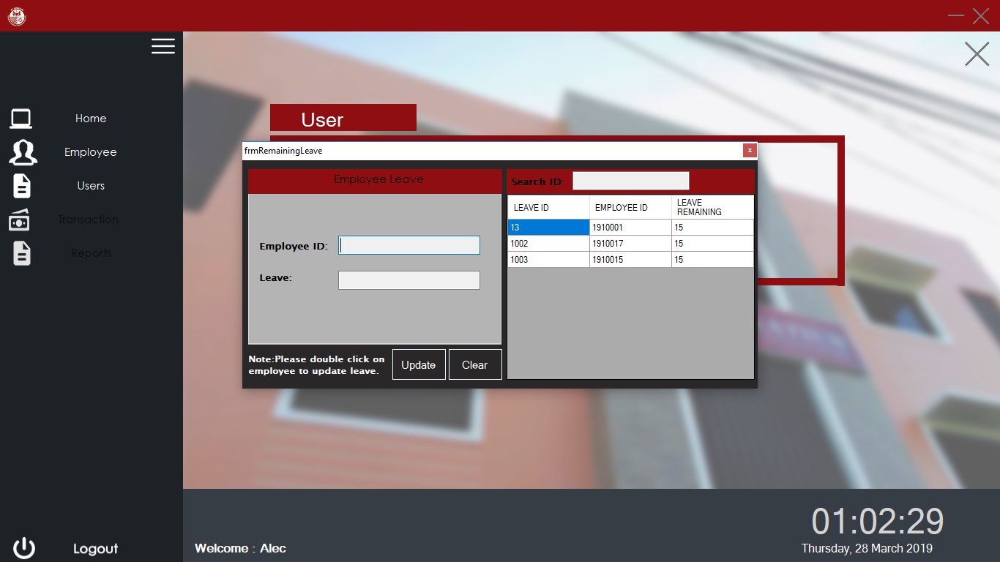 Home
Employee
Users
Transaction
Reports
Logout
User
frmRemainingLeave
x
Employee Leave
Employee ID:
Leave:
Note:Please double click on
employee to update leave.
Update
Clear
Search ID:
LEAVE ID EMPLOYEE ID LEAVE
REMAINING
13 1910001 15
1002 1910017 15
1003 1910015 15
Welcome : Alec
01:02:29
Thursday, 28 March 2019